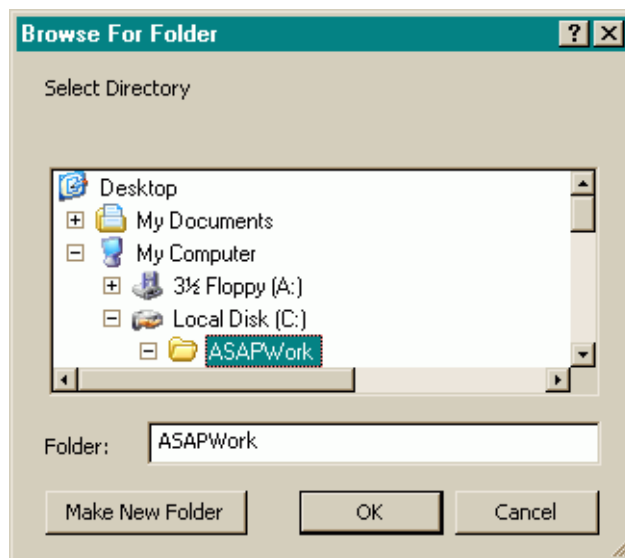 Browse For Folder
Select Directory
Desktop
My Documents
My Computer
3½ Floppy (A:)
Local Disk (C:)
ASAPWork
Folder: ASAPWork
Make New Folder OK Cancel